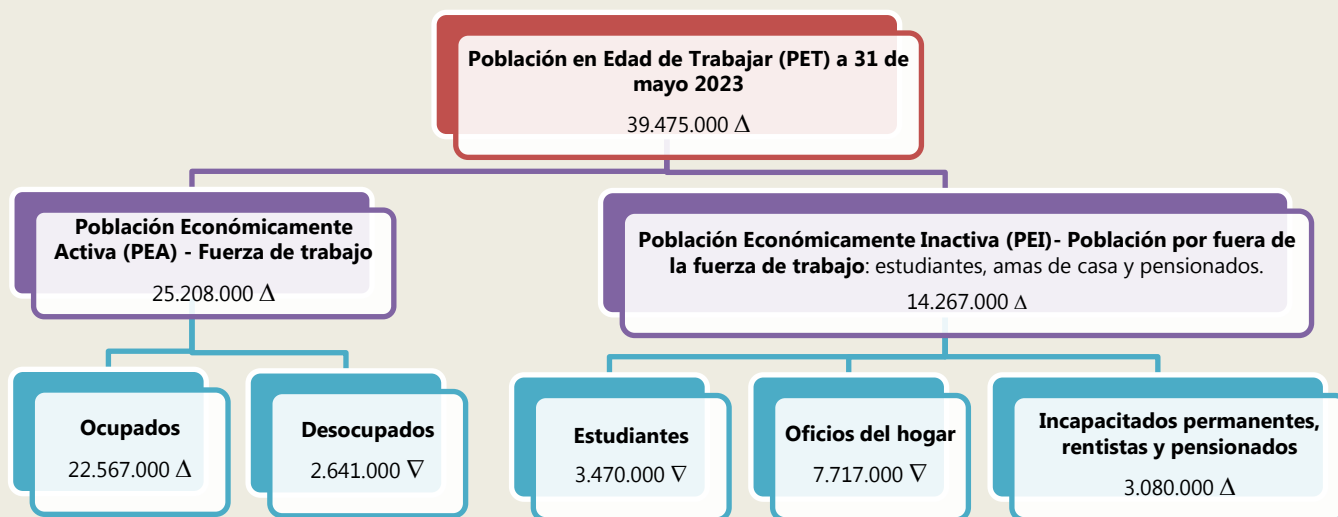 Población en Edad de Trabajar (PET) a 31 de
mayo 2023
39.475.000 Δ
Población Económicamente
Activa (PEA) - Fuerza de trabajo
25.208.000 Δ
Población Económicamente Inactiva (PEI)- Población por fuera de
la fuerza de trabajo: estudiantes, amas de casa y pensionados.
14.267.000 Δ
Ocupados
22.567.000 Δ
Desocupados
2.641.000 ∇
Estudiantes
3.470.000 ∇
Oficios del hogar
7.717.000 ∇
Incapacitados permanentes,
rentistas y pensionados
3.080.000 Δ